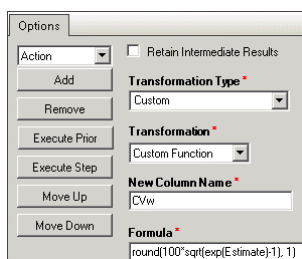 Options
Action
Retain Intermediate Results
Add
Remove
Execute Prior
Execute Step
Move Up
Move Down
Transformation Type *
Custom
Transformation *
Custom Function
New Column Name *
CVw
Formula *
round(100*sqrt(exp(Estimate)-1), 1)